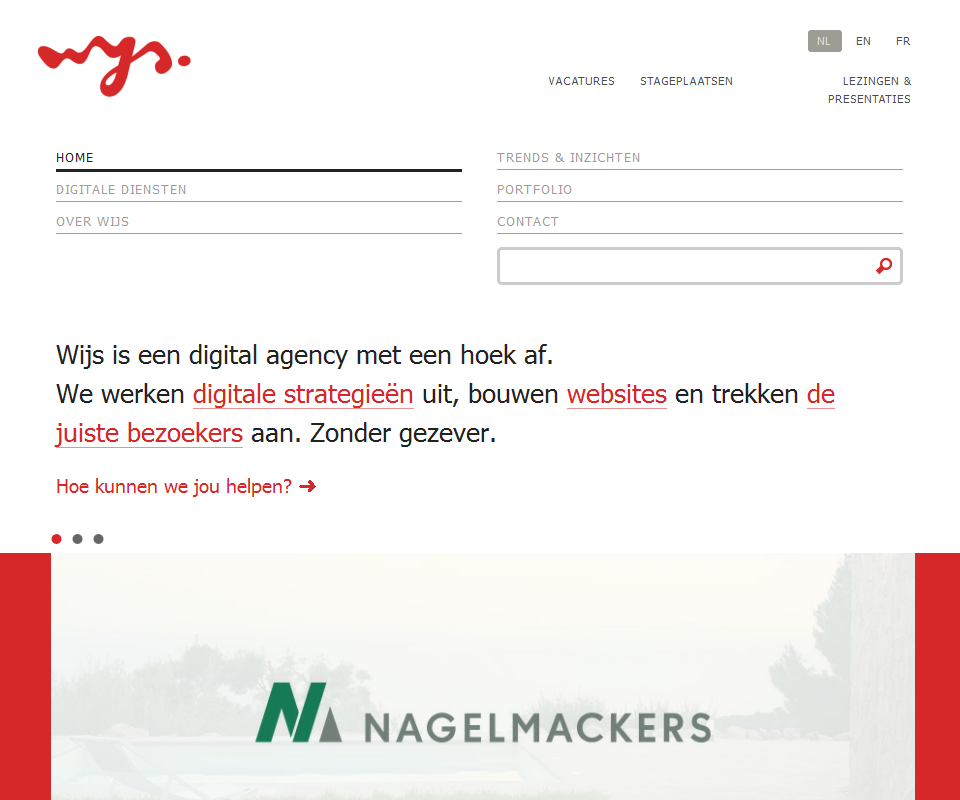 wijs.
NL EN FR
VACATURES STAGEPLAATSEN LEZINGEN &
PRESENTATIES
HOME
TRENDS & INZICHTEN
DIGITALE DIENSTEN
PORTFOLIO
OVER WIJS
CONTACT
Wijs is een digital agency met een hoek af.
We werken digitale strategieën uit, bouwen websites en trekken de
juiste bezoekers aan. Zonder gezever.
Hoe kunnen we jou helpen? ➔
NAGELMACKERS